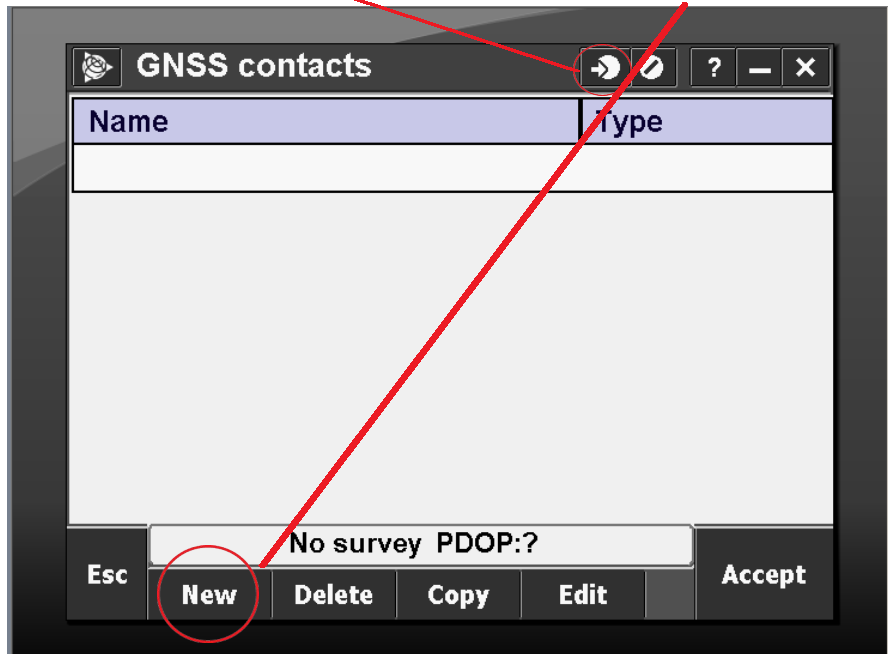 GNSS contacts ? – ×
Name Type
No survey PDOP:?
Esc New Delete Copy Edit Accept